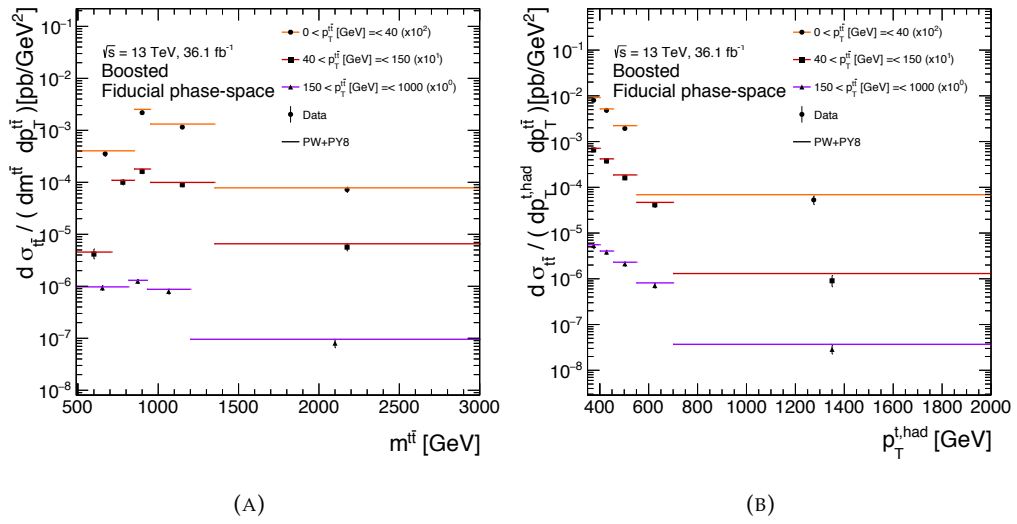 d σ_{tt̄} / ( dm^{tt̄} dp_T^{tt̄} ) [pb/GeV²]
10⁻¹
10⁻²
10⁻³
10⁻⁴
10⁻⁵
10⁻⁶
10⁻⁷
10⁻⁸
√s = 13 TeV, 36.1 fb⁻¹
Boosted
Fiducial phase-space
0 < p_T^{tt̄} [GeV] =< 40 (x10²)
40 < p_T^{tt̄} [GeV] =< 150 (x10¹)
150 < p_T^{tt̄} [GeV] =< 1000 (x10⁰)
Data
PW+PY8
500 1000 1500 2000 2500 3000
m^{tt̄} [GeV]
(A)
d σ_{tt̄} / ( dp_T^{t,had} dp_T^{tt̄} ) [pb/GeV²]
10⁻¹
10⁻²
10⁻³
10⁻⁴
10⁻⁵
10⁻⁶
10⁻⁷
10⁻⁸
√s = 13 TeV, 36.1 fb⁻¹
Boosted
Fiducial phase-space
0 < p_T^{tt̄} [GeV] =< 40 (x10²)
40 < p_T^{tt̄} [GeV] =< 150 (x10¹)
150 < p_T^{tt̄} [GeV] =< 1000 (x10⁰)
Data
PW+PY8
400 600 800 1000 1200 1400 1600 1800 2000
p_T^{t,had} [GeV]
(B)